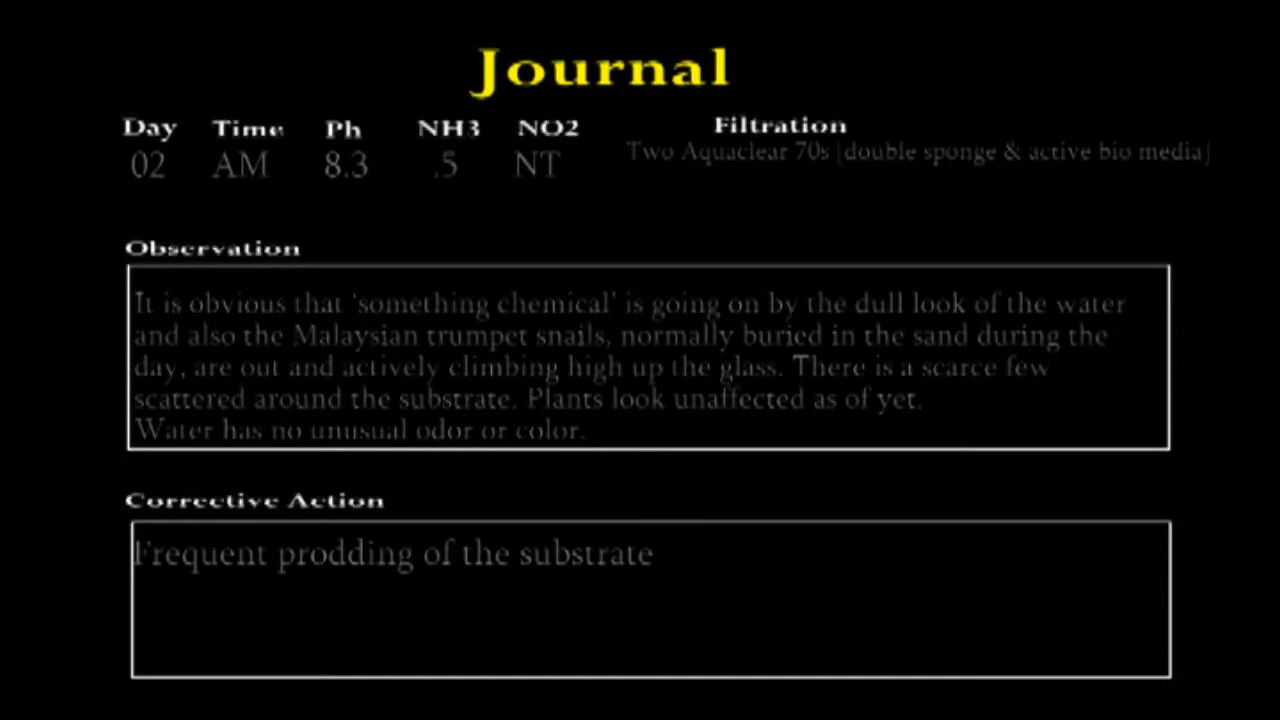 Journal
Day Time Ph NH3 NO2 Filtration
02 AM 8.3 .5 NT Two Aquaclear 70s [double sponge & active bio media]
Observation
It is obvious that 'something chemical' is going on by the dull look of the water
and also the Malaysian trumpet snails, normally buried in the sand during the
day, are out and actively climbing high up the glass. There is a scarce few
scattered around the substrate. Plants look unaffected as of yet.
Water has no unusual odor or color.
Corrective Action
Frequent prodding of the substrate